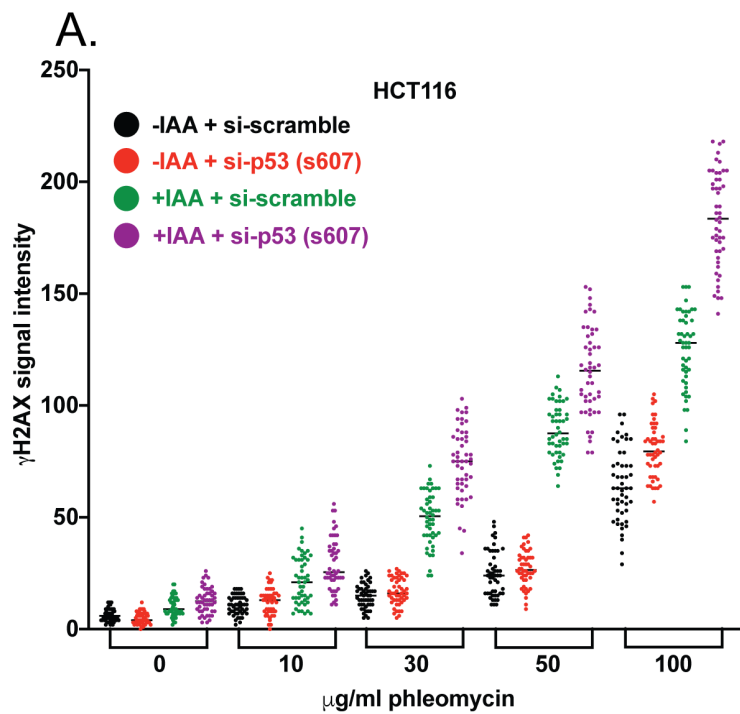 A.
250
HCT116
-IAA + si-scramble
-IAA + si-p53 (s607)
200
+IAA + si-scramble
+IAA + si-p53 (s607)
γH2AX signal intensity
150
100
50
0
0 10 30 50 100
μg/ml phleomycin